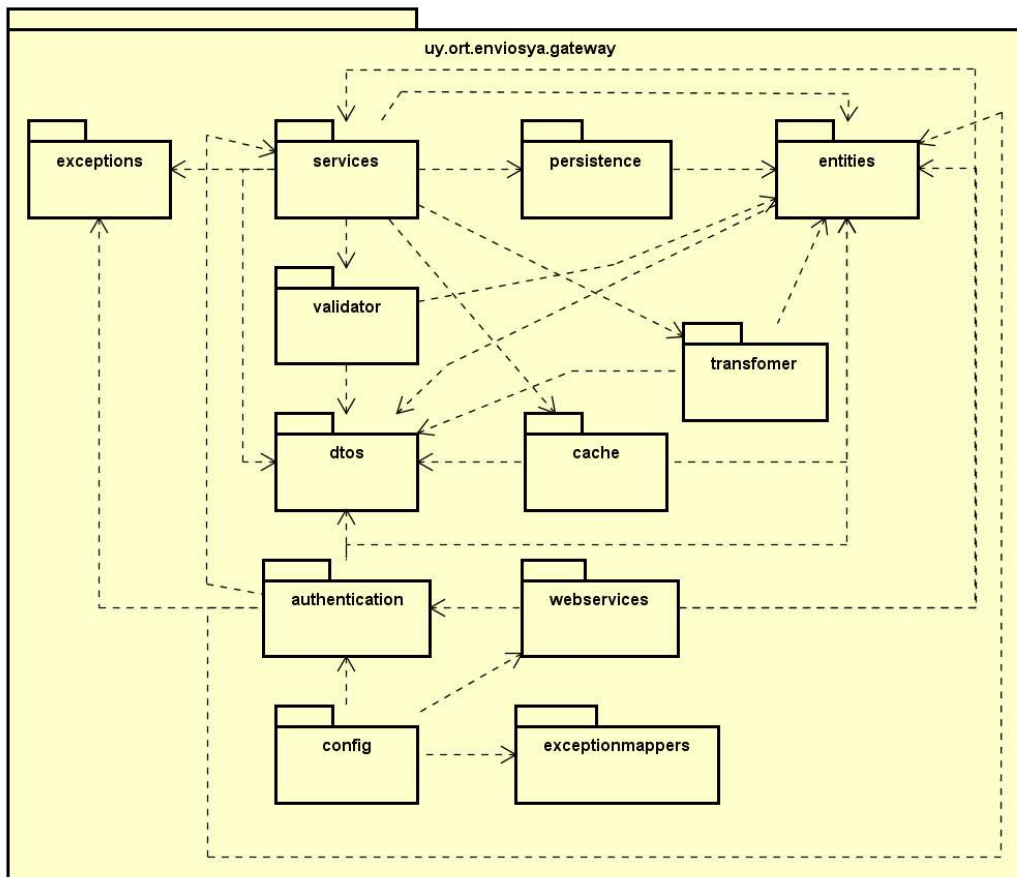 uy.ort.enviosya.gateway
exceptions
services
persistence
entities
validator
transfomer
dtos
cache
authentication
webservices
config
exceptionmappers